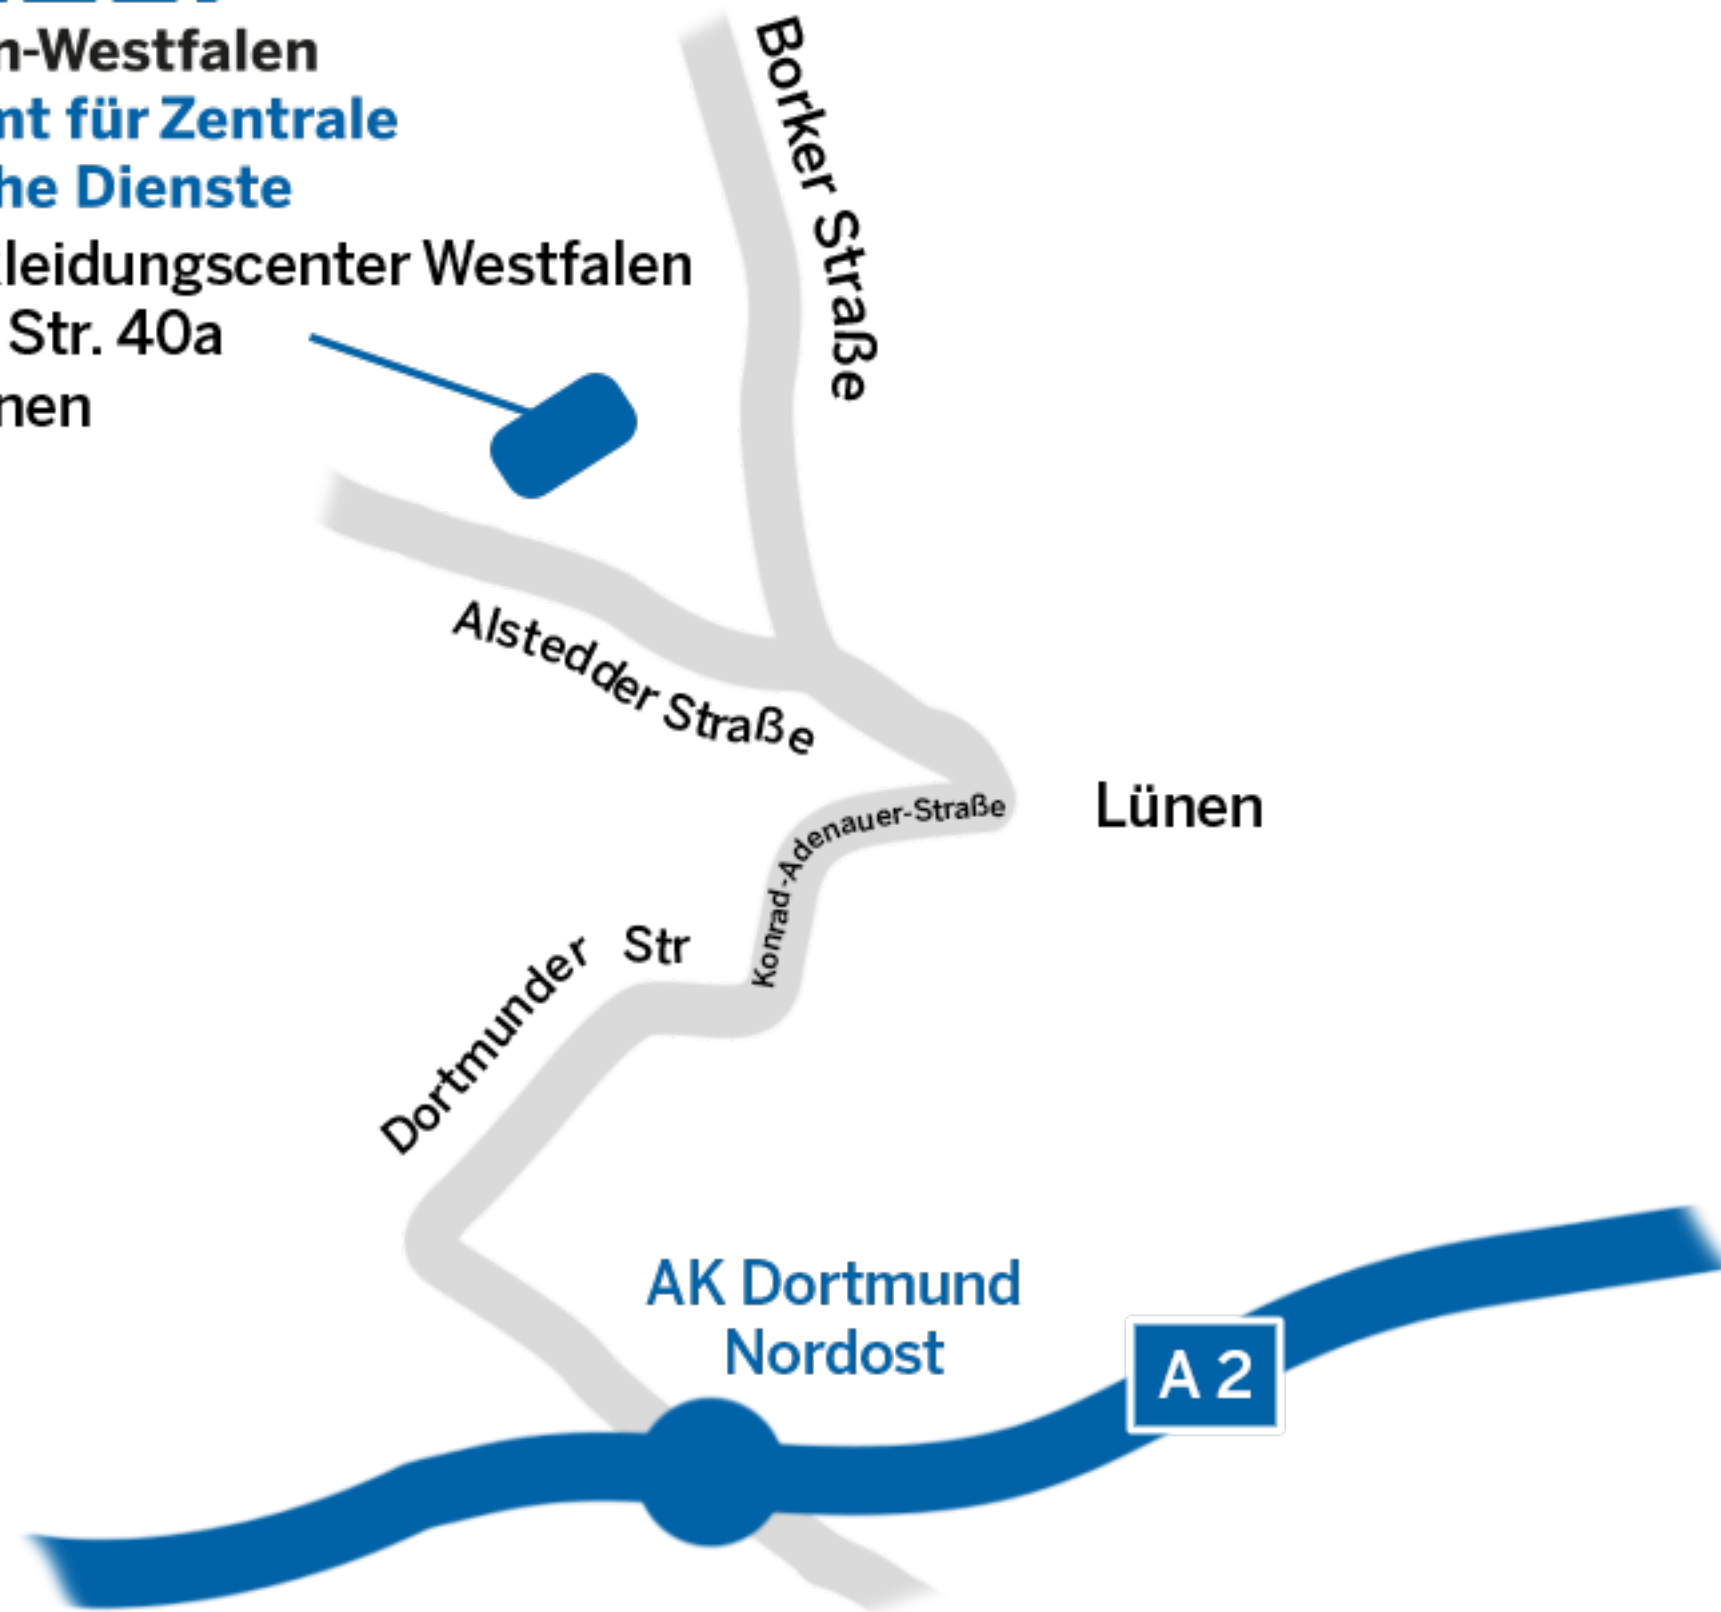 n-Westfalen
mt für Zentrale
he Dienste
leidungscenter Westfalen
Str. 40a
nen
Borker Straße
Alstedder Straße
Lünen
Konrad-Adenauer-Straße
Dortmunder Str
AK Dortmund
Nordost
A 2